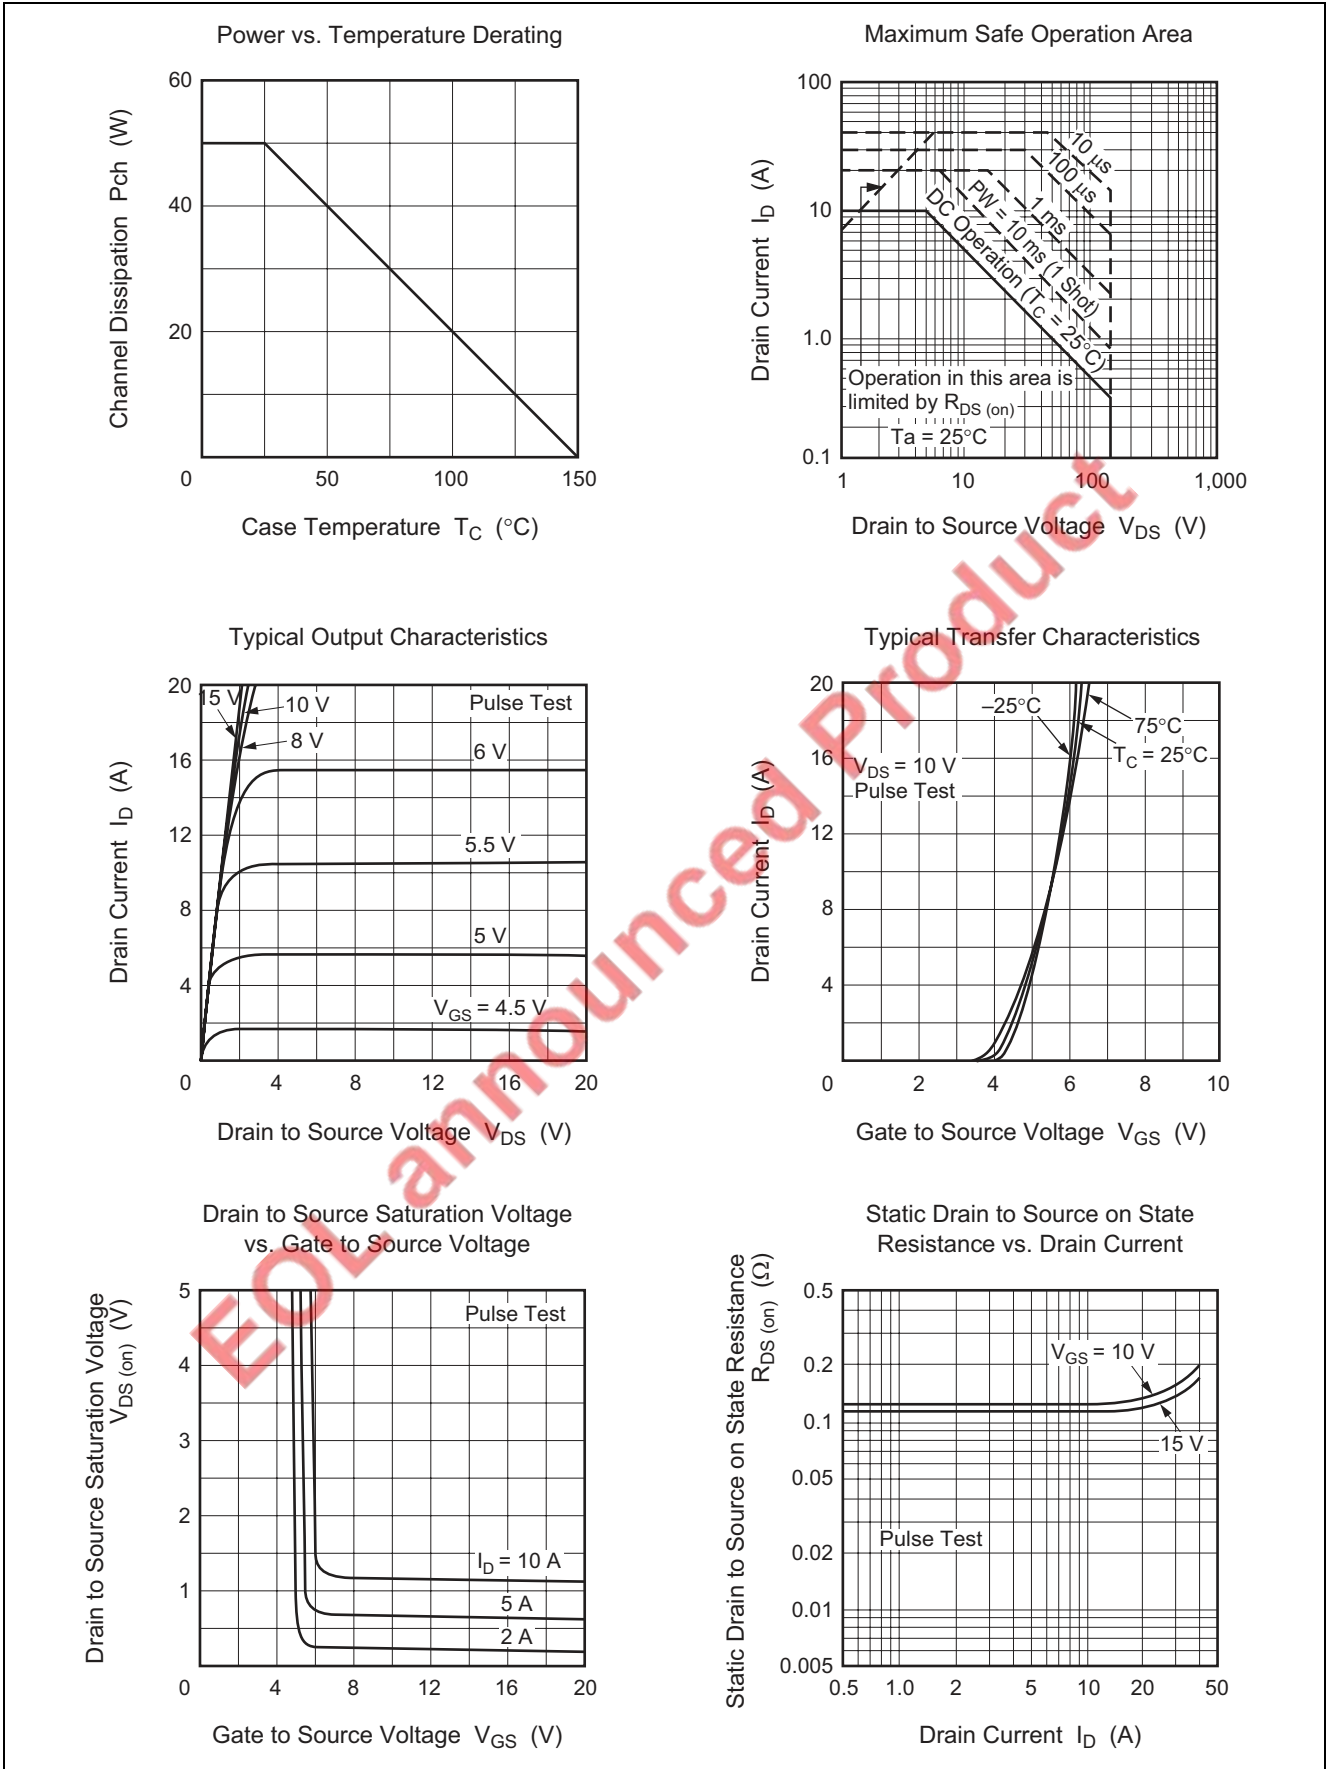 Power vs. Temperature Derating
Channel Dissipation Pch (W)
60
40
20
0
50
100
150
Case Temperature TC (°C)
Maximum Safe Operation Area
Drain Current ID (A)
100
10
1.0
0.1
10 µs
100 µs
1 ms
PW = 10 ms (1 Shot)
DC Operation (TC = 25°C)
Operation in this area is
limited by RDS (on)
Ta = 25°C
1
10
100
1,000
Drain to Source Voltage VDS (V)
Typical Output Characteristics
Drain Current ID (A)
20
16
12
8
4
0
15 V
10 V
8 V
Pulse Test
6 V
5.5 V
5 V
VGS = 4.5 V
4
8
12
16
20
Drain to Source Voltage VDS (V)
Typical Transfer Characteristics
Drain Current ID (A)
20
16
12
8
4
0
–25°C
75°C
TC = 25°C
VDS = 10 V
Pulse Test
2
4
6
8
10
Gate to Source Voltage VGS (V)
Drain to Source Saturation Voltage
vs. Gate to Source Voltage
Drain to Source Saturation Voltage
VDS (on) (V)
5
4
3
2
1
0
Pulse Test
ID = 10 A
5 A
2 A
4
8
12
16
20
Gate to Source Voltage VGS (V)
Static Drain to Source on State
Resistance vs. Drain Current
Static Drain to Source on State Resistance
RDS (on) (Ω)
0.5
0.2
0.1
0.05
0.02
0.01
0.005
VGS = 10 V
15 V
Pulse Test
0.5
1.0
2
5
10
20
50
Drain Current ID (A)
EOL announced Product